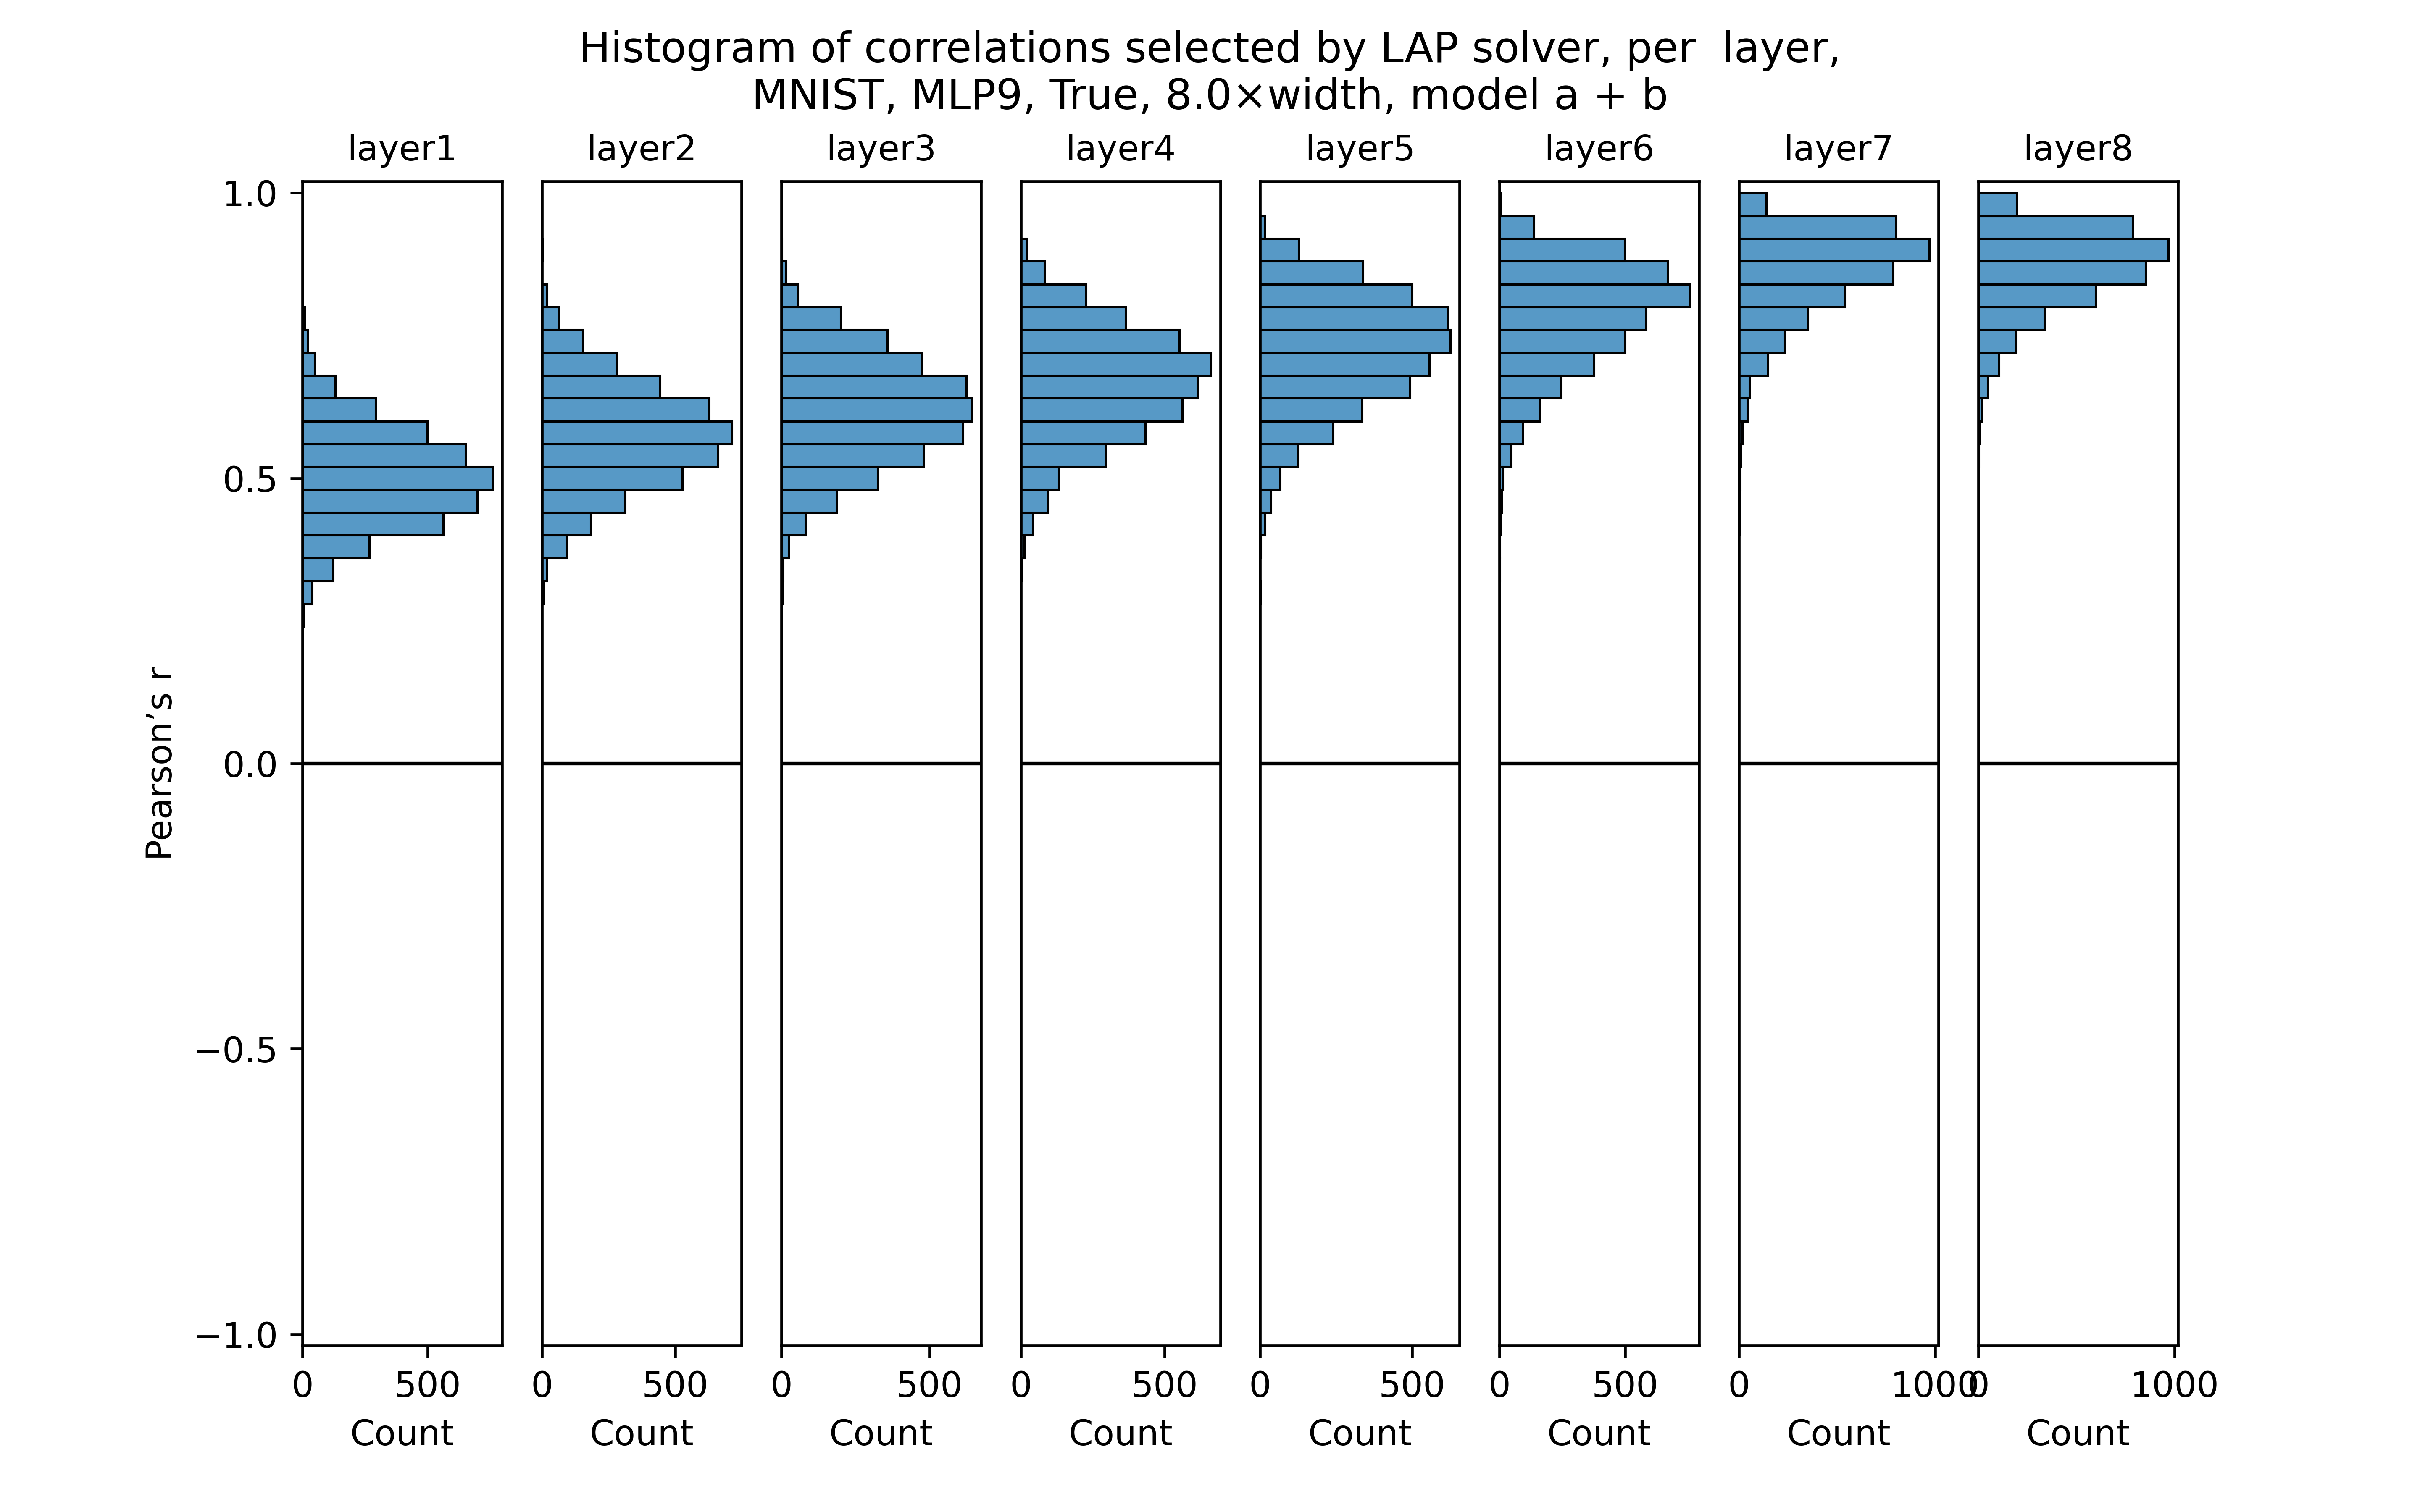 Histogram of correlations selected by LAP solver, per  layer,
MNIST, MLP9, True, 8.0×width, model a + b
layer1 layer2 layer3 layer4 layer5 layer6 layer7 layer8
1.0
0.5
0.0
−0.5
−1.0
Pearson’s r
0 500 0 500 0 500 0 500 0 500 0 500 0 1000 0 1000
Count Count Count Count Count Count Count Count